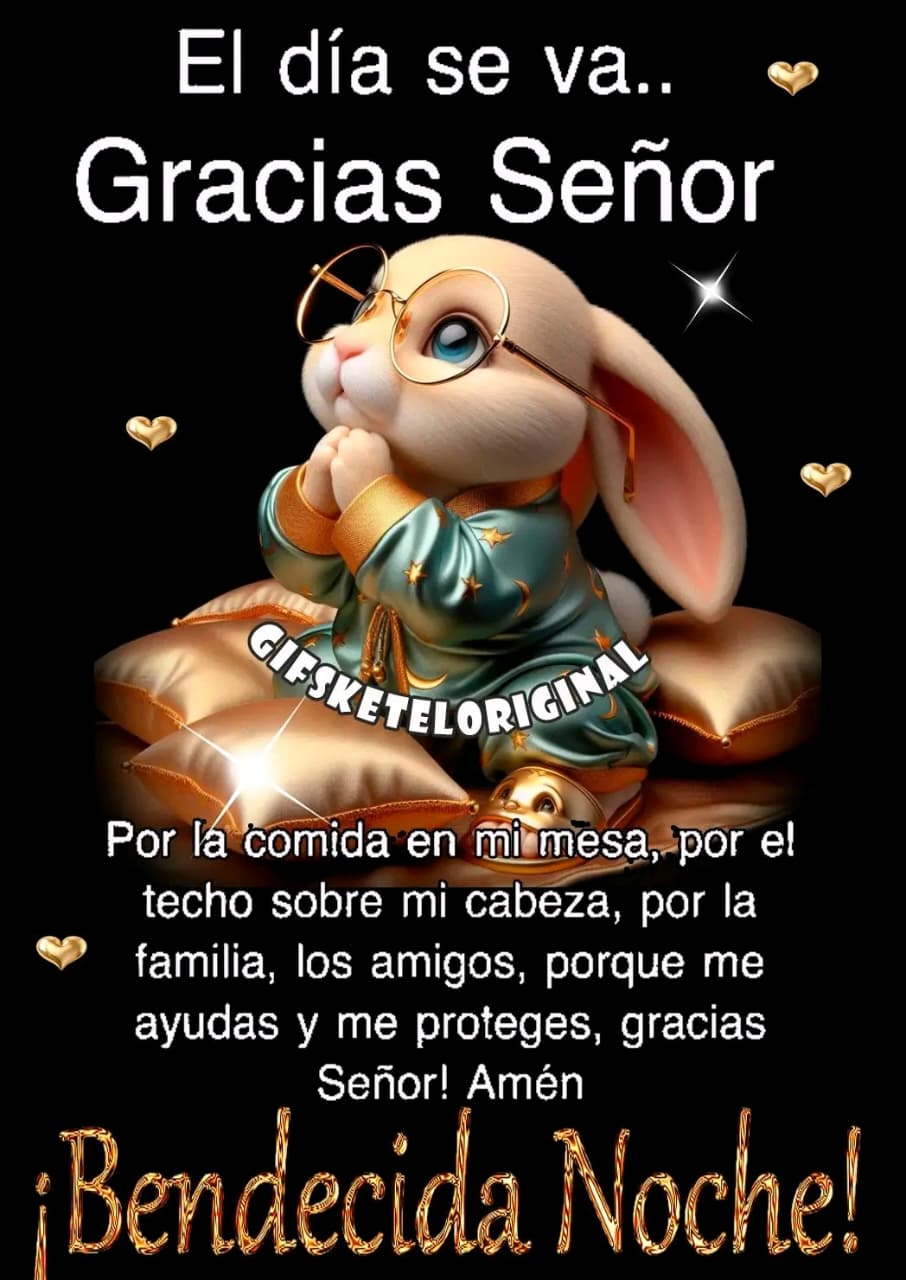 El día se va..
Gracias Señor
GIFSKETELORIGINAL
Por la comida en mi mesa, por el
techo sobre mi cabeza, por la
familia, los amigos, porque me
ayudas y me proteges, gracias
Señor! Amén
¡Bendecida Noche!